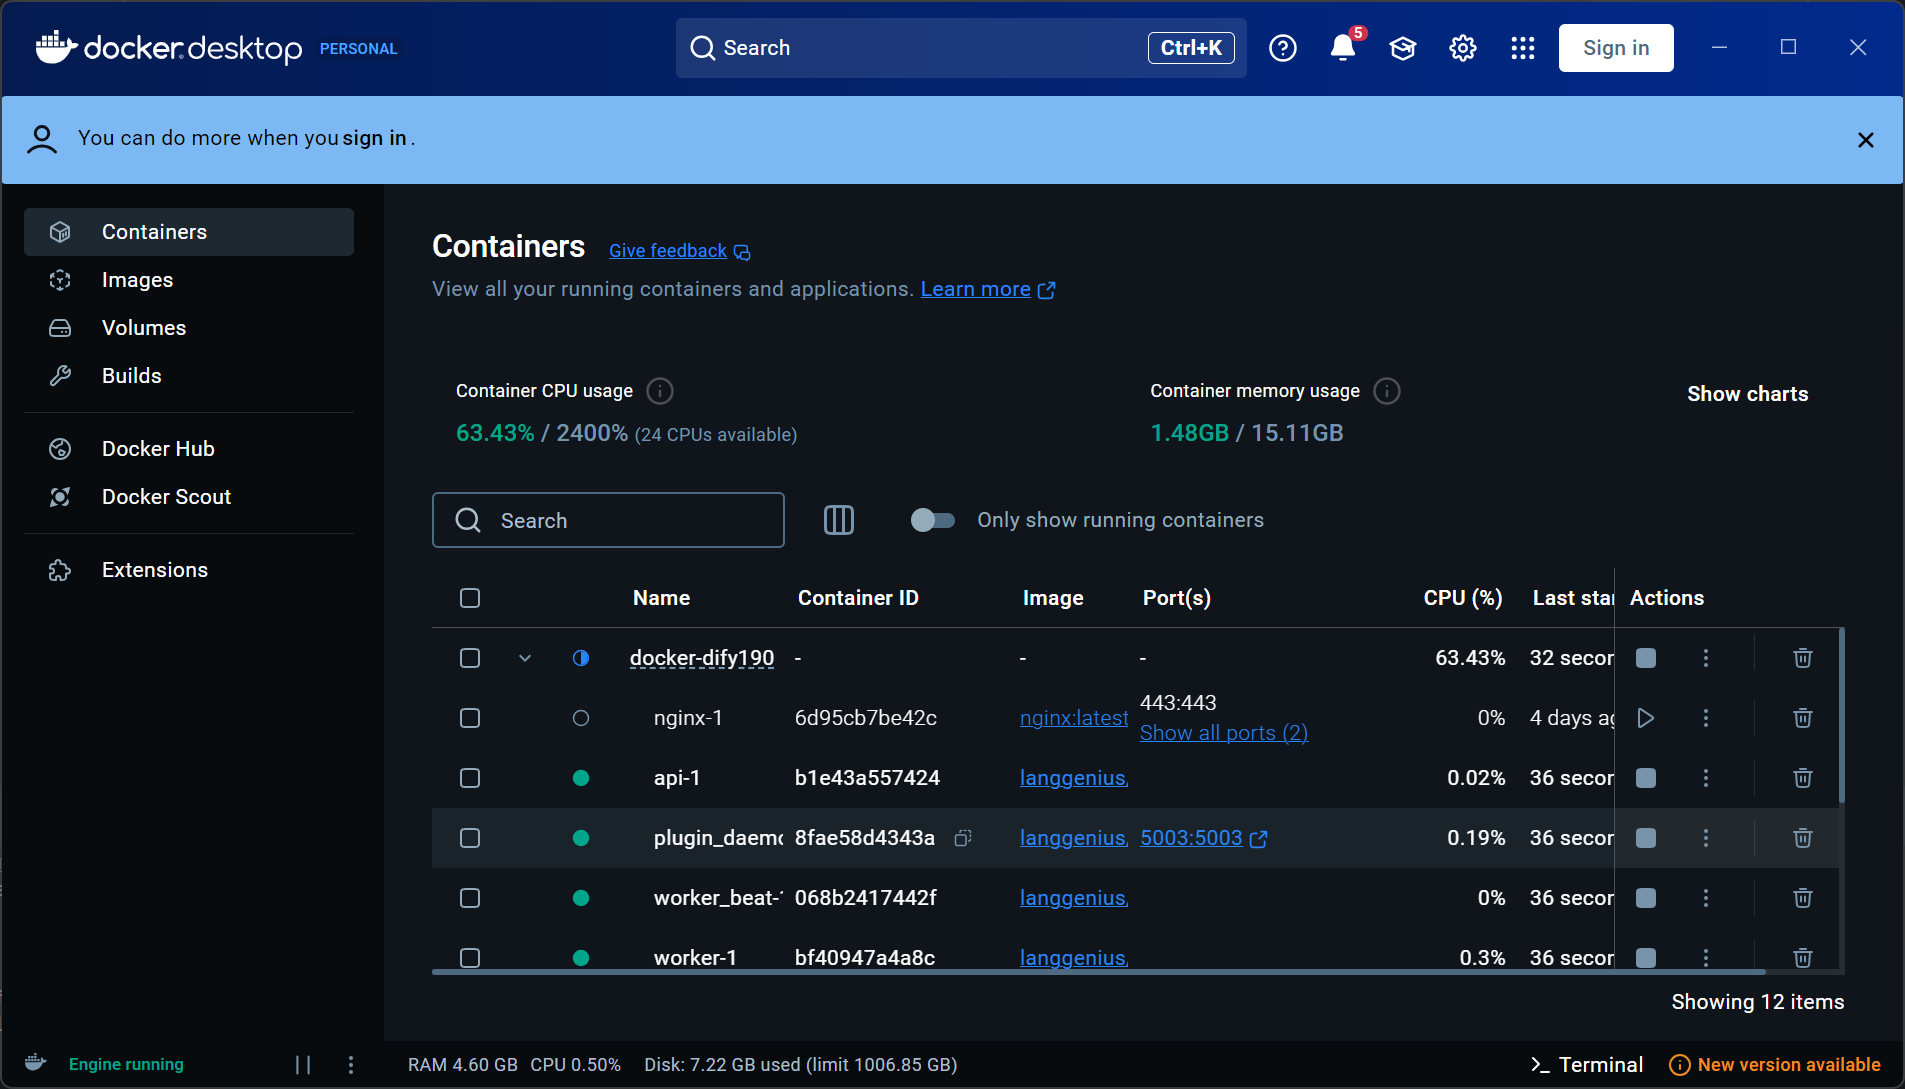 docker desktop PERSONAL
Search Ctrl+K
5
Sign in
You can do more when you sign in.
Containers
Images
Volumes
Builds
Docker Hub
Docker Scout
Extensions
Containers Give feedback
View all your running containers and applications. Learn more
Container CPU usage
63.43% / 2400% (24 CPUs available)
Container memory usage
1.48GB / 15.11GB
Show charts
Search
Only show running containers
Name Container ID Image Port(s) CPU (%) Last star Actions
docker-dify190 - - - 63.43% 32 secor
nginx-1 6d95cb7be42c nginx:latest 443:443 Show all ports (2) 0% 4 days ag
api-1 b1e43a557424 langgenius/ 0.02% 36 secor
plugin_daemo 8fae58d4343a langgenius/ 5003:5003 0.19% 36 secor
worker_beat-1 068b2417442f langgenius/ 0% 36 secor
worker-1 bf40947a4a8c langgenius/ 0.3% 36 secor
Showing 12 items
Engine running
RAM 4.60 GB CPU 0.50% Disk: 7.22 GB used (limit 1006.85 GB)
>_ Terminal
New version available